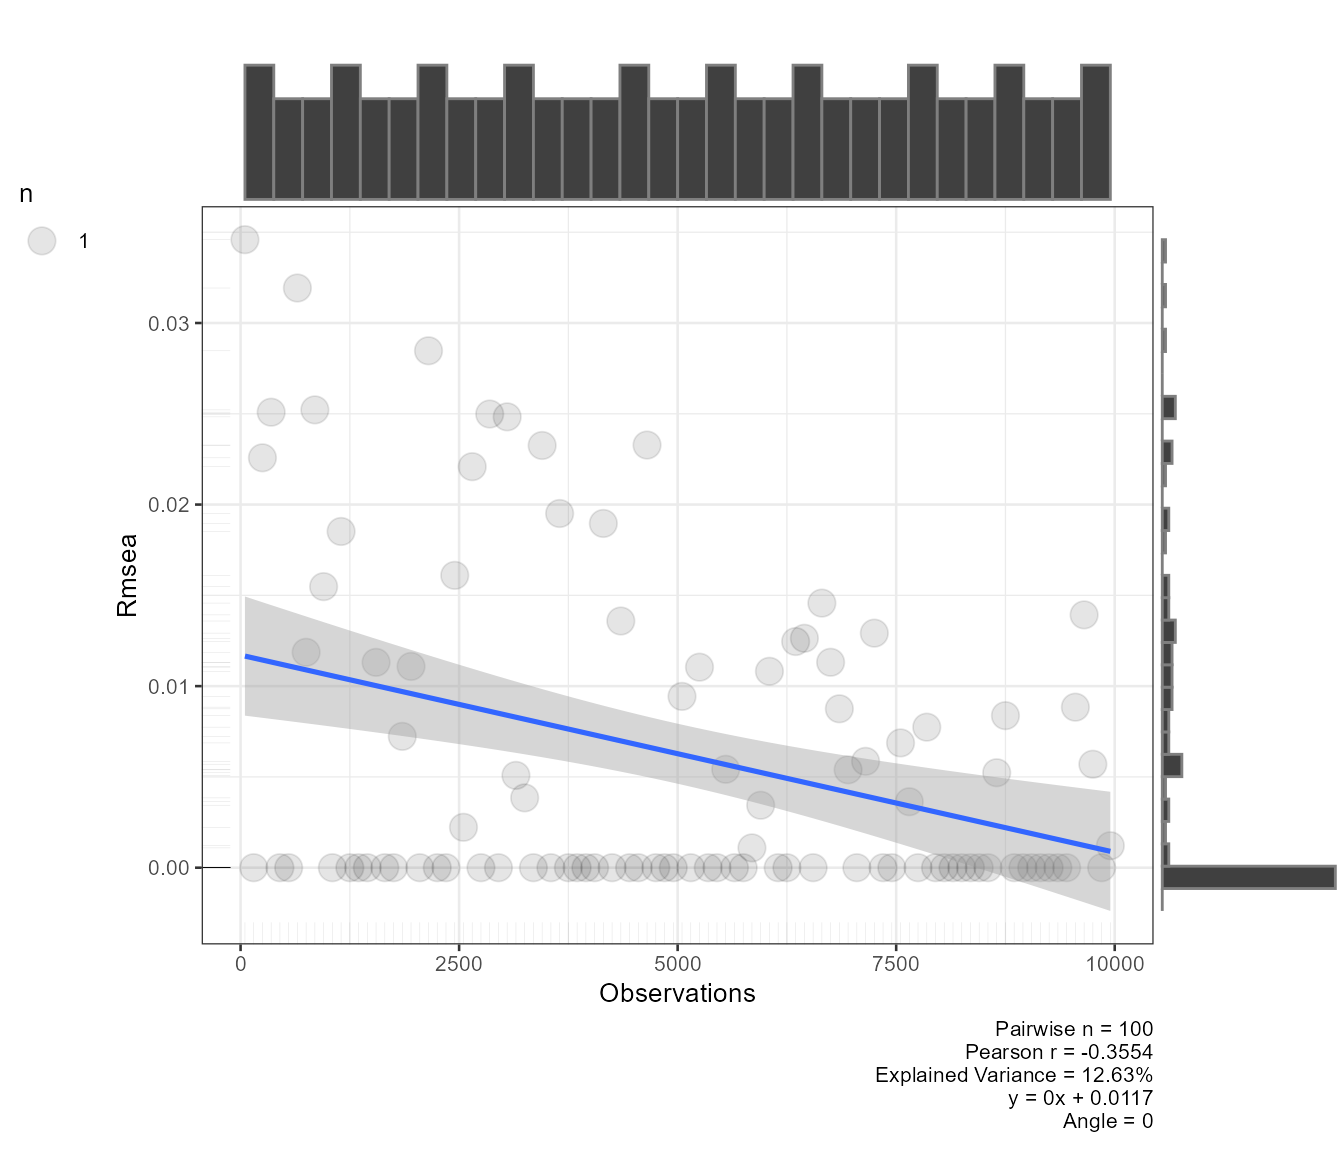 n
1
0.03
0.02
0.01
0.00
Rmsea
0
2500
5000
7500
10000
Observations
Pairwise n = 100
Pearson r = -0.3554
Explained Variance = 12.63%
y = 0x + 0.0117
Angle = 0